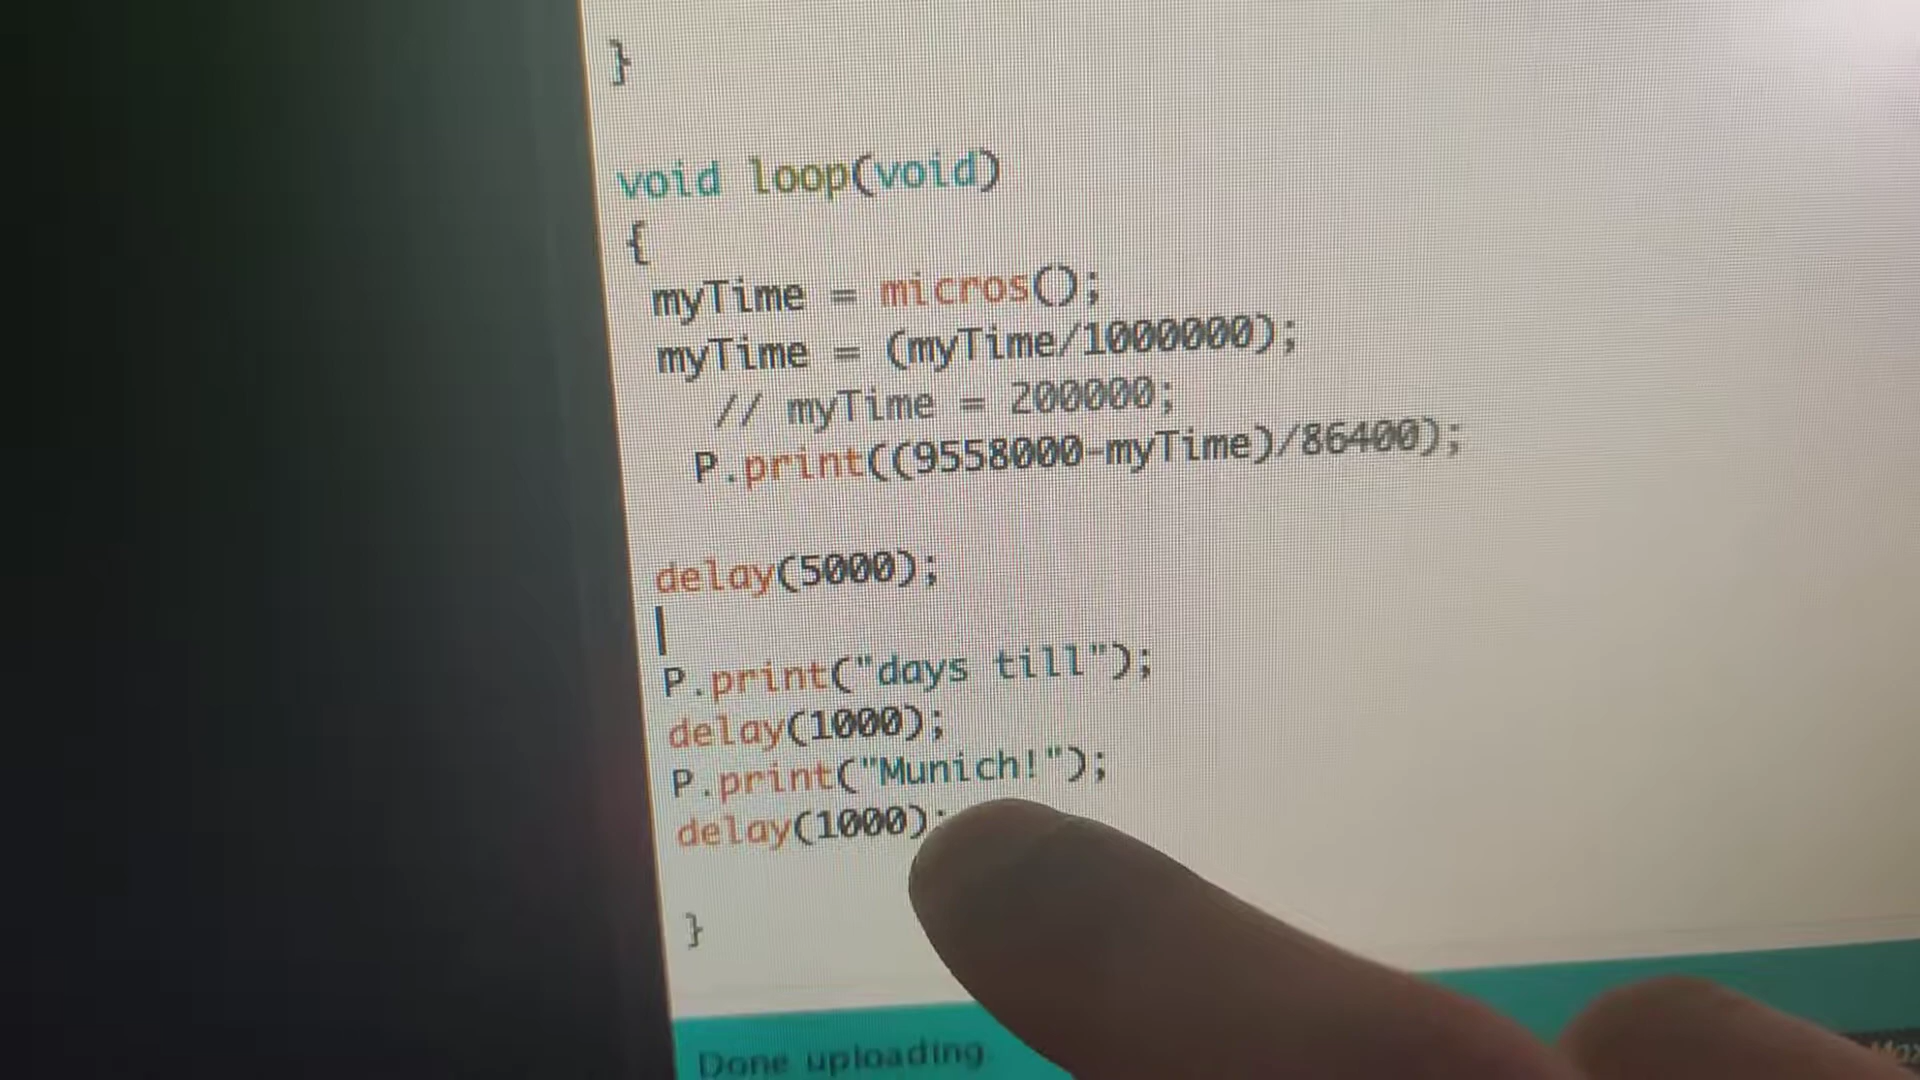 }
void loop(void)
{
myTime = micros();
myTime = (myTime/1000000);
// myTime = 200000;
P.print((9558000-myTime)/86400);
delay(5000);
P.print("days till");
delay(1000);
P.print("Munich!");
delay(1000);
}
Done uploading